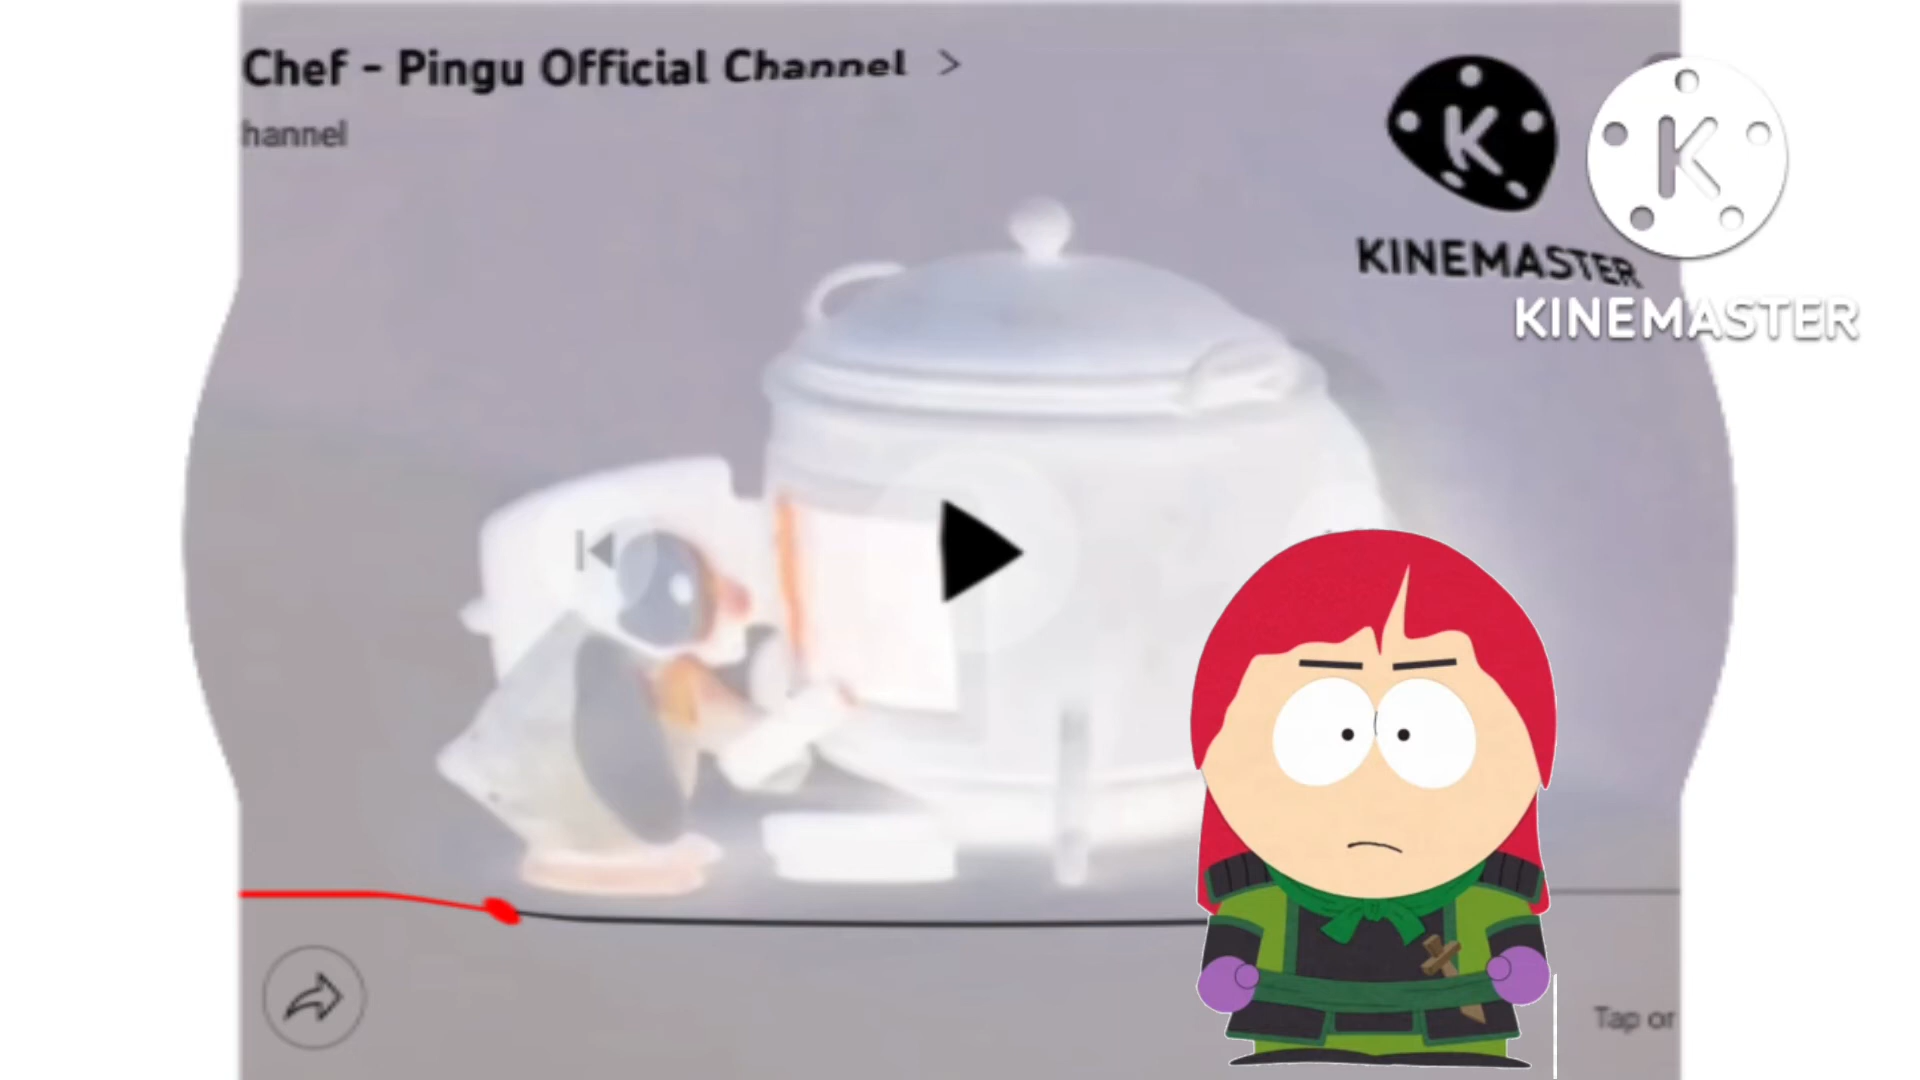 Chef - Pingu Official Channel
hannel
K
KINEMASTER
K
KINEMASTER
Tap or